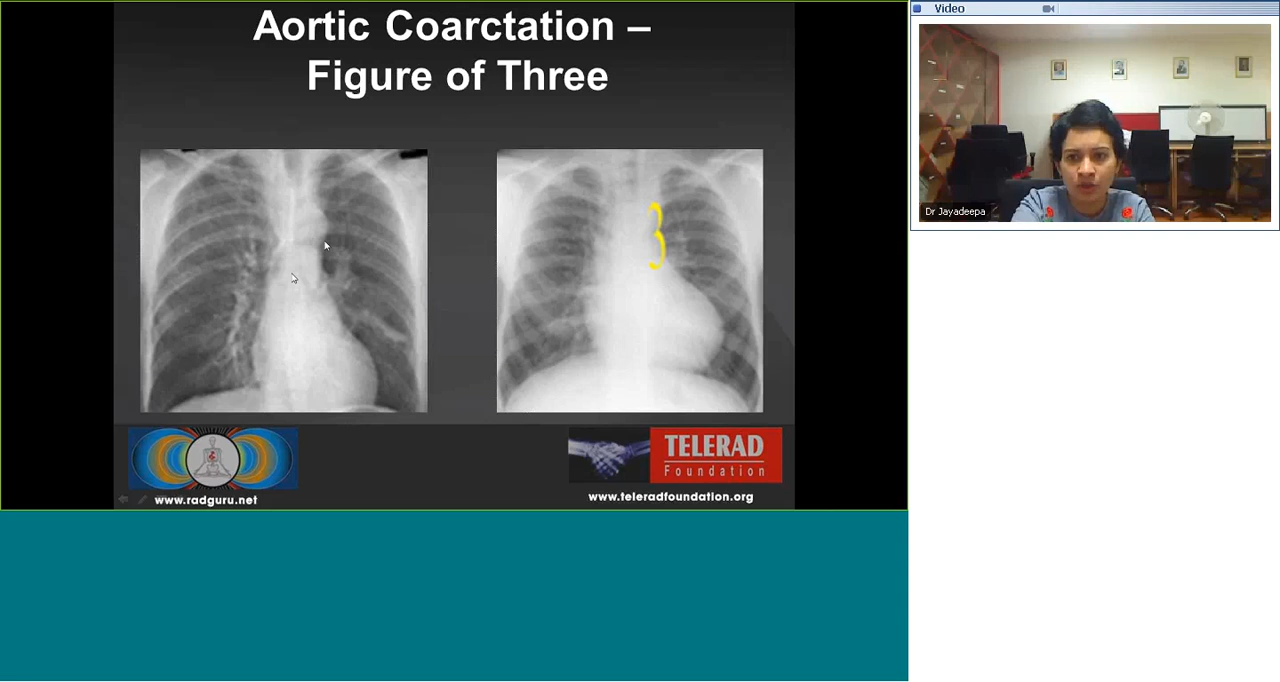 Aortic Coarctation –
Figure of Three
3
www.radguru.net
TELERAD
Foundation
www.teleradfoundation.org
Video
Dr Jayadeepa